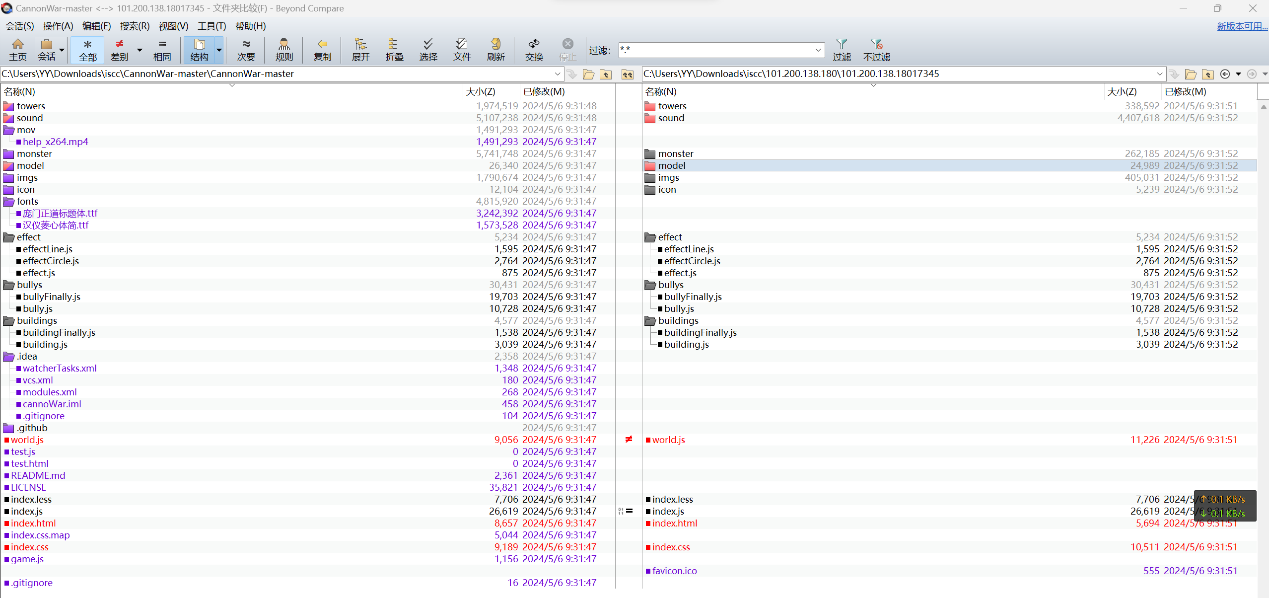 CannonWar-master <--> 101.200.138.18017345 - 文件夹比较(F) - Beyond Compare
会话(S) 操作(A) 编辑(E) 搜索(R) 视图(V) 工具(T) 帮助(H) 新版本可用...
主页 会话 全部 差别 相同 结构 次要 规则 复制 展开 折叠 选择 文件 刷新 交换 停止 过滤: *.* 过滤 不过滤
C:\Users\YY\Downloads\iscc\CannonWar-master\CannonWar-master C:\Users\YY\Downloads\iscc\101.200.138.180\101.200.138.18017345
名称(N) 大小(Z) 已修改(M) 名称(N) 大小(Z) 已修改(M)
towers 1,974,519 2024/5/6 9:31:48 towers 338,592 2024/5/6 9:31:51
sound 5,107,238 2024/5/6 9:31:48 sound 4,407,618 2024/5/6 9:31:52
mov 1,491,293 2024/5/6 9:31:47
help_x264.mp4 1,491,293 2024/5/6 9:31:47
monster 5,741,748 2024/5/6 9:31:47 monster 262,185 2024/5/6 9:31:52
model 26,340 2024/5/6 9:31:47 model 24,989 2024/5/6 9:31:52
imgs 1,790,674 2024/5/6 9:31:47 imgs 405,031 2024/5/6 9:31:52
icon 12,104 2024/5/6 9:31:47 icon 5,239 2024/5/6 9:31:52
fonts 4,815,920 2024/5/6 9:31:47
庞门正道标题体.ttf 3,242,392 2024/5/6 9:31:47
汉仪菱心体简.ttf 1,573,528 2024/5/6 9:31:47
effect 5,234 2024/5/6 9:31:47 effect 5,234 2024/5/6 9:31:52
effectLine.js 1,595 2024/5/6 9:31:47 effectLine.js 1,595 2024/5/6 9:31:52
effectCircle.js 2,764 2024/5/6 9:31:47 effectCircle.js 2,764 2024/5/6 9:31:52
effect.js 875 2024/5/6 9:31:47 effect.js 875 2024/5/6 9:31:52
bullys 30,431 2024/5/6 9:31:47 bullys 30,431 2024/5/6 9:31:52
bullyFinally.js 19,703 2024/5/6 9:31:47 bullyFinally.js 19,703 2024/5/6 9:31:52
bully.js 10,728 2024/5/6 9:31:47 bully.js 10,728 2024/5/6 9:31:52
buildings 4,577 2024/5/6 9:31:47 buildings 4,577 2024/5/6 9:31:52
buildingFinally.js 1,538 2024/5/6 9:31:47 buildingFinally.js 1,538 2024/5/6 9:31:52
building.js 3,039 2024/5/6 9:31:47 building.js 3,039 2024/5/6 9:31:52
.idea 2,358 2024/5/6 9:31:47
watcherTasks.xml 1,348 2024/5/6 9:31:47
vcs.xml 180 2024/5/6 9:31:47
modules.xml 268 2024/5/6 9:31:47
cannoWar.iml 458 2024/5/6 9:31:47
.gitignore 104 2024/5/6 9:31:47
.github 2024/5/6 9:31:47
world.js 9,056 2024/5/6 9:31:47 ≠ world.js 11,226 2024/5/6 9:31:51
test.js 0 2024/5/6 9:31:47
test.html 0 2024/5/6 9:31:47
README.md 2,361 2024/5/6 9:31:47
LICENSE 35,821 2024/5/6 9:31:47
index.less 7,706 2024/5/6 9:31:47 index.less 7,706 2024/5/6
index.js 26,619 2024/5/6 9:31:47 = index.js 26,619 2024/5/6
index.html 8,657 2024/5/6 9:31:47 index.html 5,694 2024/5/6 9:31:51
index.css.map 5,044 2024/5/6 9:31:47
index.css 9,189 2024/5/6 9:31:47 index.css 10,511 2024/5/6 9:31:51
game.js 1,156 2024/5/6 9:31:47
favicon.ico 555 2024/5/6 9:31:51
.gitignore 16 2024/5/6 9:31:47
↑ 0.1 KB/s
↓ 0.1 KB/s